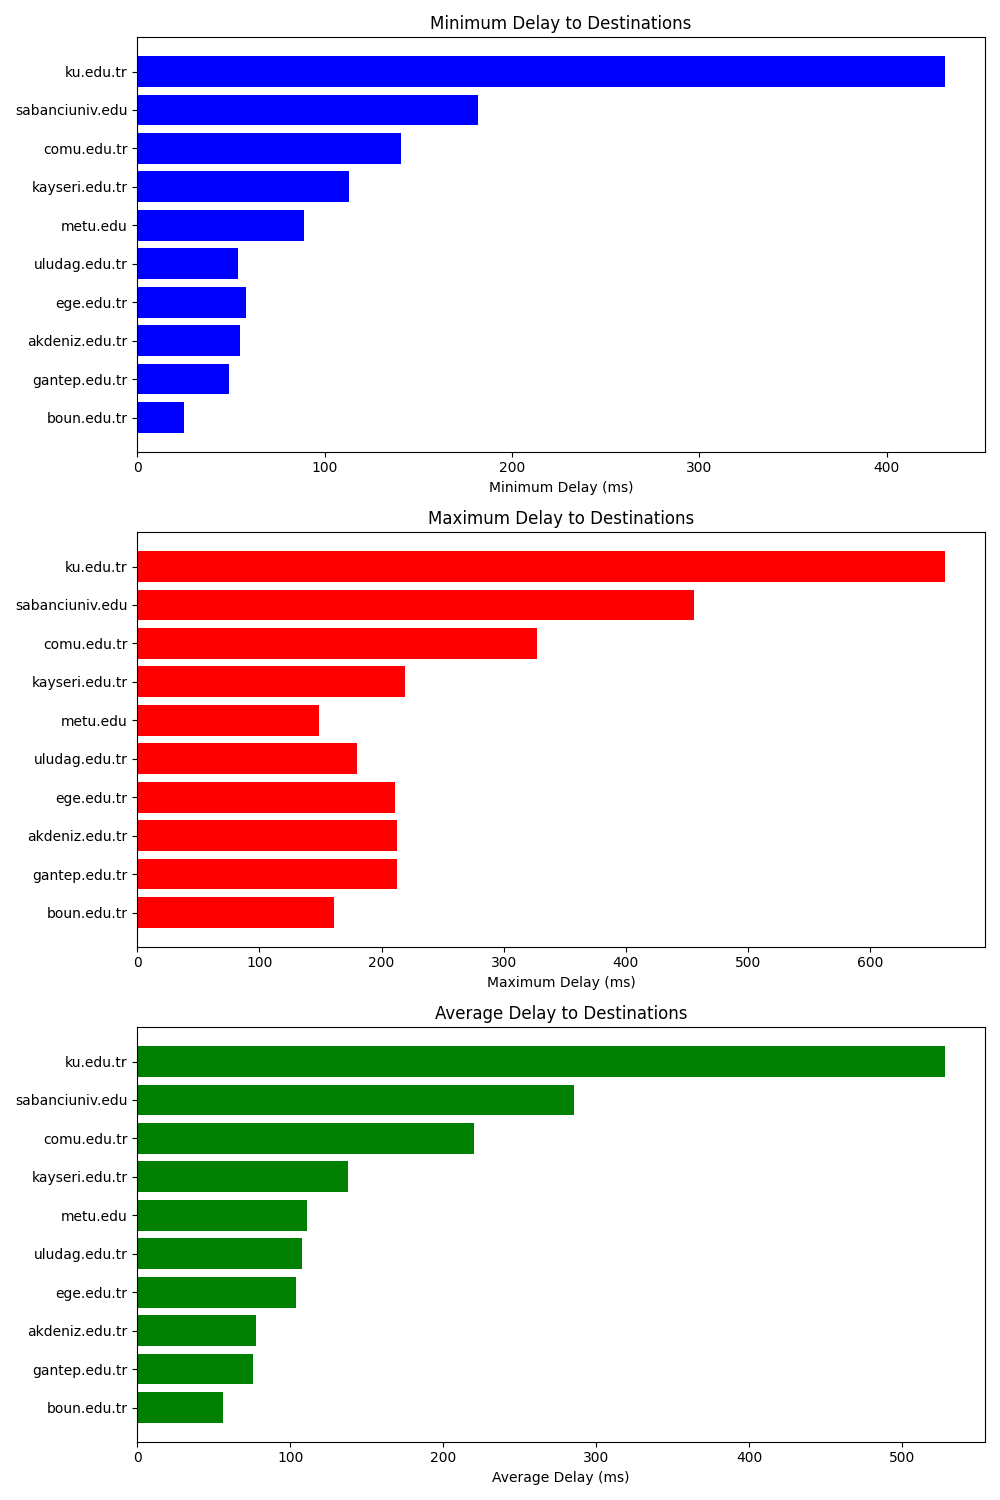 Minimum Delay to Destinations
ku.edu.tr
sabanciuniv.edu
comu.edu.tr
kayseri.edu.tr
metu.edu
uludag.edu.tr
ege.edu.tr
akdeniz.edu.tr
gantep.edu.tr
boun.edu.tr
0 100 200 300 400
Minimum Delay (ms)
Maximum Delay to Destinations
ku.edu.tr
sabanciuniv.edu
comu.edu.tr
kayseri.edu.tr
metu.edu
uludag.edu.tr
ege.edu.tr
akdeniz.edu.tr
gantep.edu.tr
boun.edu.tr
0 100 200 300 400 500 600
Maximum Delay (ms)
Average Delay to Destinations
ku.edu.tr
sabanciuniv.edu
comu.edu.tr
kayseri.edu.tr
metu.edu
uludag.edu.tr
ege.edu.tr
akdeniz.edu.tr
gantep.edu.tr
boun.edu.tr
0 100 200 300 400 500
Average Delay (ms)